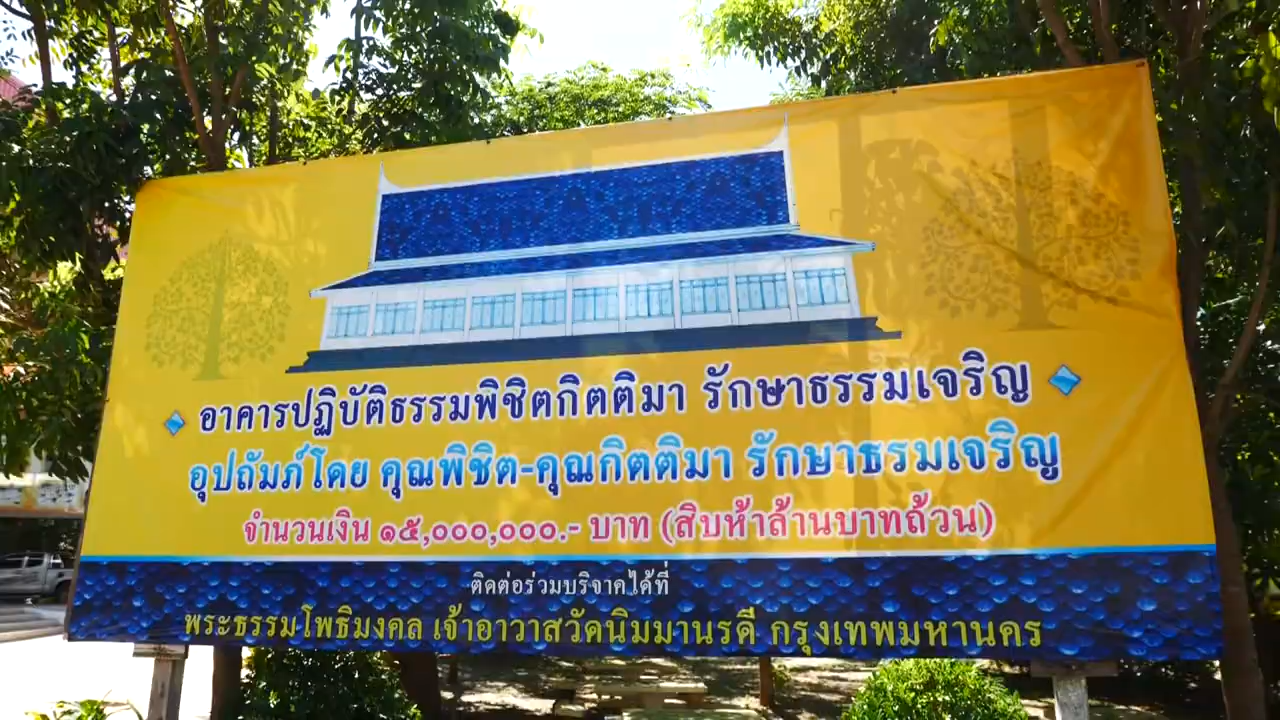 อาคารปฏิบัติธรรมพิชิตกิตติมา รักษาธรรมเจริญ
อุปถัมภ์โดย คุณพิชิต-คุณกิตติมา รักษาธรมเจริญ
จำนวนเงิน ๑๕,๐๐๐,๐๐๐.- บาท (สิบห้าล้านบาทถ้วน)
ติดต่อร่วมบริจาคได้ที่
พระธรรมโพธิมงคล เจ้าอาวาสวัดนิมมานรดี กรุงเทพมหานคร